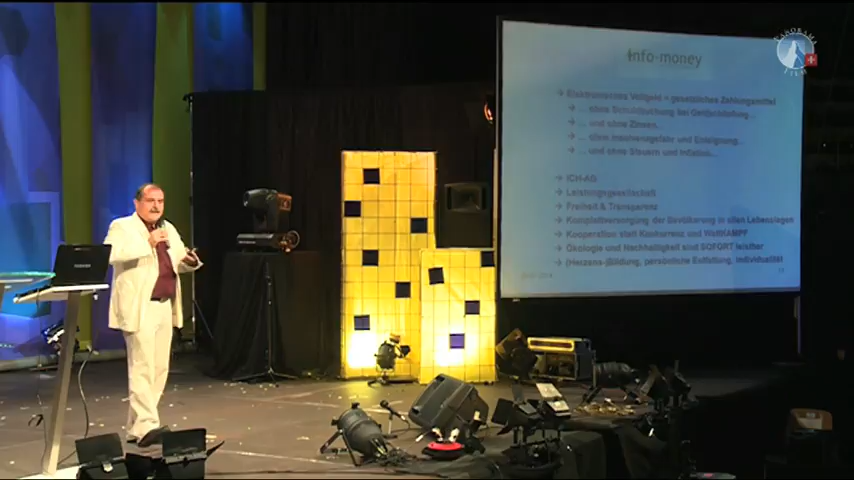 PANORAMA
FILM
Info-money
→ Elektronisches Vollgeld = gesetzliches Zahlungsmittel
→ ... ohne Schuldbuchung bei Geldschöpfung...
→ ... und ohne Zinsen...
→ ... ohne Insolvenzgefahr und Enteignung...
→ ... und ohne Steuern und Inflation...
→ ICH-AG
→ Leistungsgesellschaft
→ Freiheit & Transparenz
→ Komplettversorgung der Bevölkerung in allen Lebenslagen
→ Kooperation statt Konkurrenz und WettKAMPF
→ Ökologie und Nachhaltigkeit sind SOFORT leistbar
→ (Herzens-)Bildung, persönliche Entfaltung, Individualität